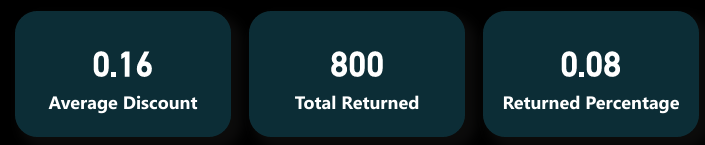 0.16
Average Discount
800
Total Returned
0.08
Returned Percentage